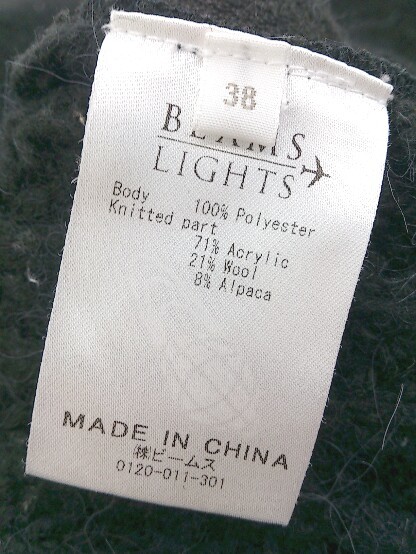 38
BEAMS
LIGHTS
Body 100% Polyester
Knitted part
71% Acrylic
21% Wool
8% Alpaca
MADE IN CHINA
㈱ビームス
0120-011-301